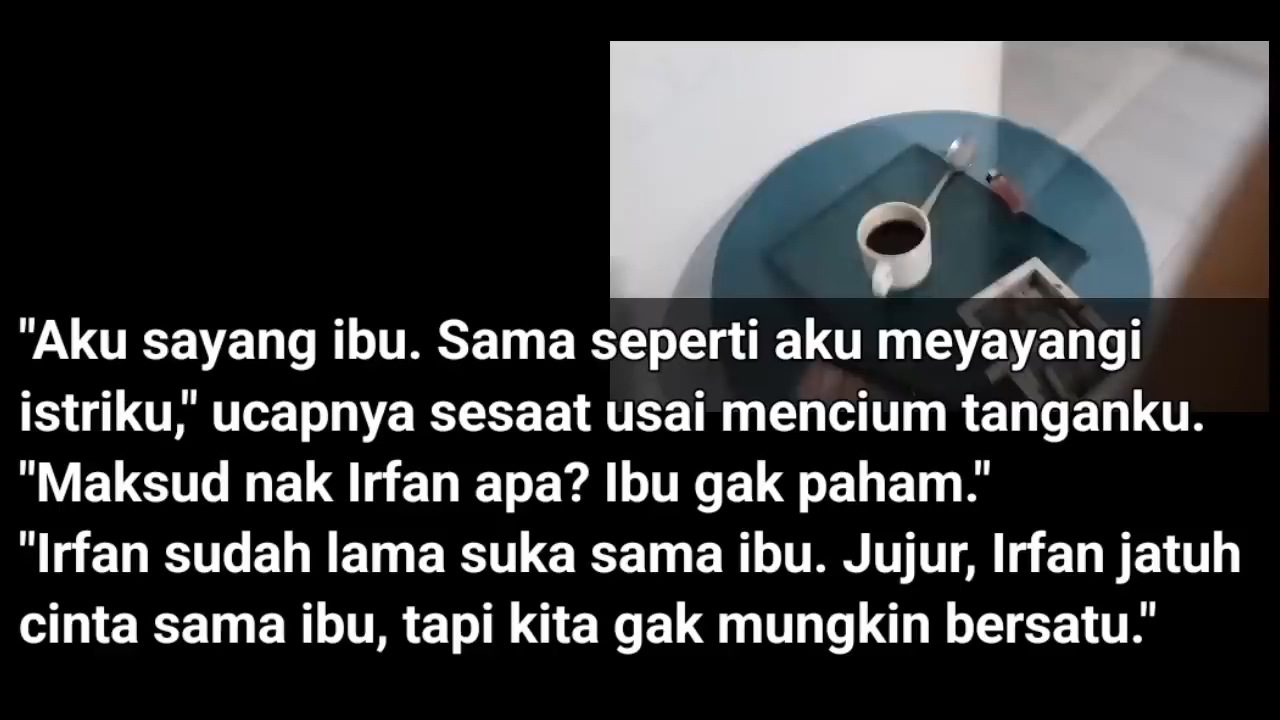 "Aku sayang ibu. Sama seperti aku meyayangi
istriku," ucapnya sesaat usai mencium tanganku.
"Maksud nak Irfan apa? Ibu gak paham."
"Irfan sudah lama suka sama ibu. Jujur, Irfan jatuh
cinta sama ibu, tapi kita gak mungkin bersatu."